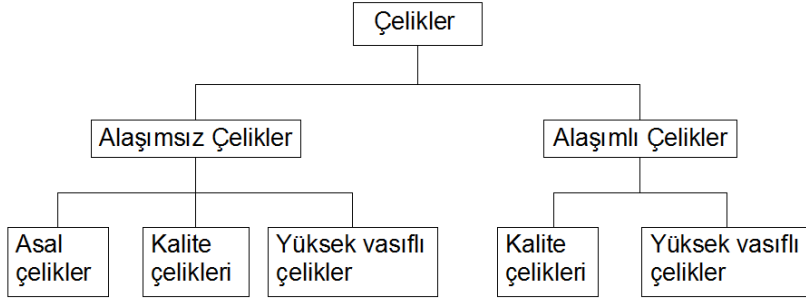 Çelikler
Alaşımsız Çelikler
Alaşımlı Çelikler
Asal
çelikler
Kalite
çelikleri
Yüksek vasıflı
çelikler
Kalite
çelikleri
Yüksek vasıflı
çelikler